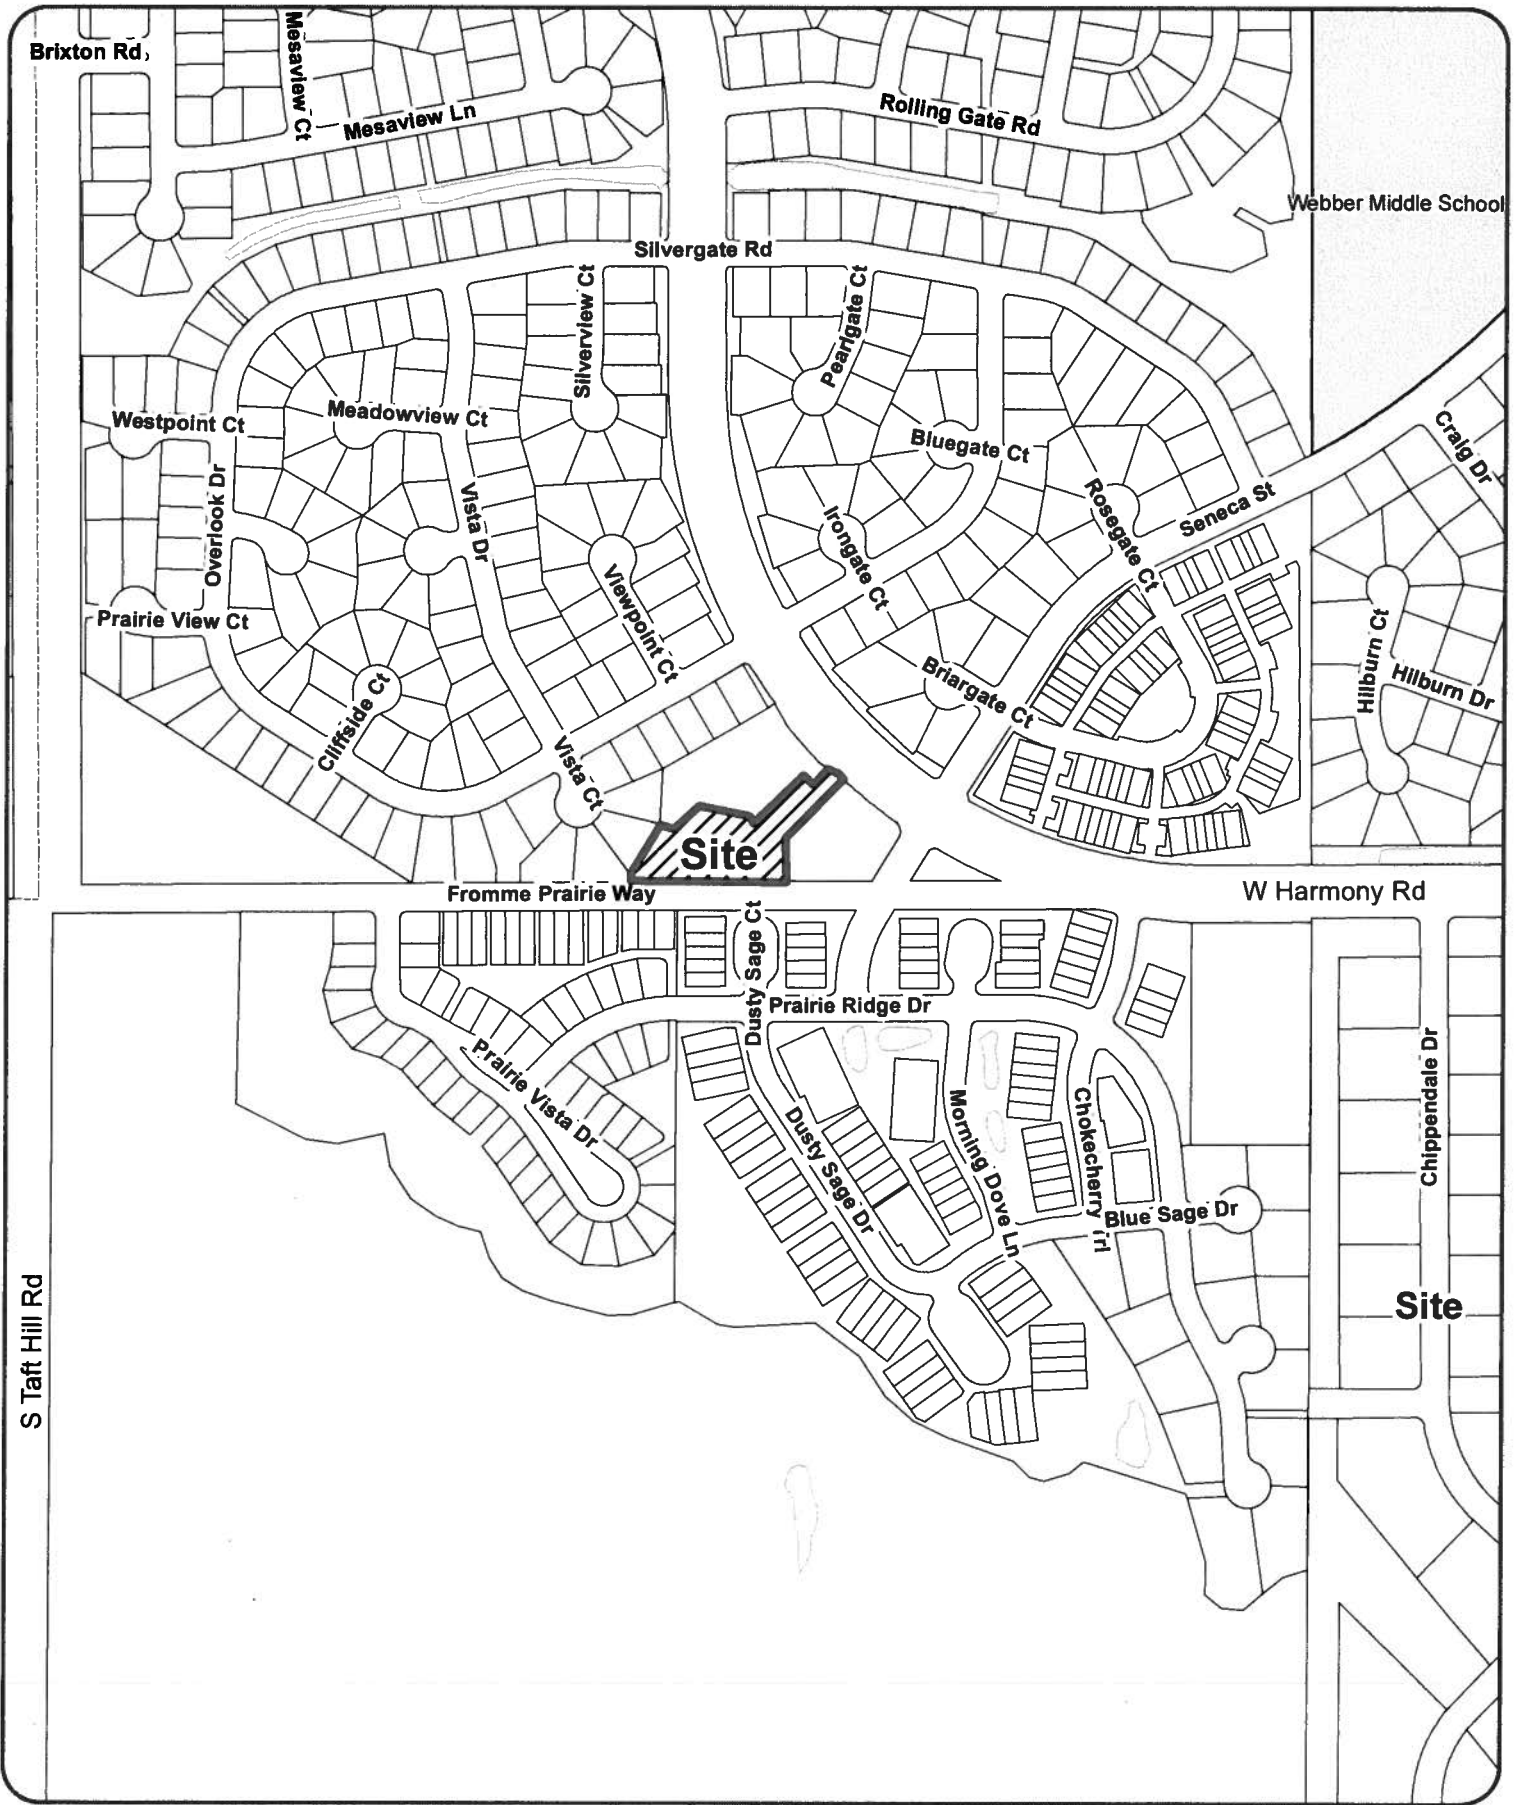 Brixton Rd
Mesaview Ct
Mesaview Ln
Rolling Gate Rd
Webber Middle School
Silvergate Rd
Silverview Ct
Pearlgate Ct
Westpoint Ct
Meadowview Ct
Bluegate Ct
Craig Dr
Overlook Dr
Vista Dr
Irongate Ct
Rosegate Ct
Seneca St
Prairie View Ct
Viewpoint Ct
Hilburn Ct
Hilburn Dr
Cliffside Ct
Briargate Ct
Vista Ct
Site
Fromme Prairie Way
W Harmony Rd
Dusty Sage Ct
Prairie Ridge Dr
Prairie Vista Dr
Dusty Sage Dr
Morning Dove Ln
Chokecherry Trl
Chippendale Dr
Blue Sage Dr
S Taft Hill Rd
Site